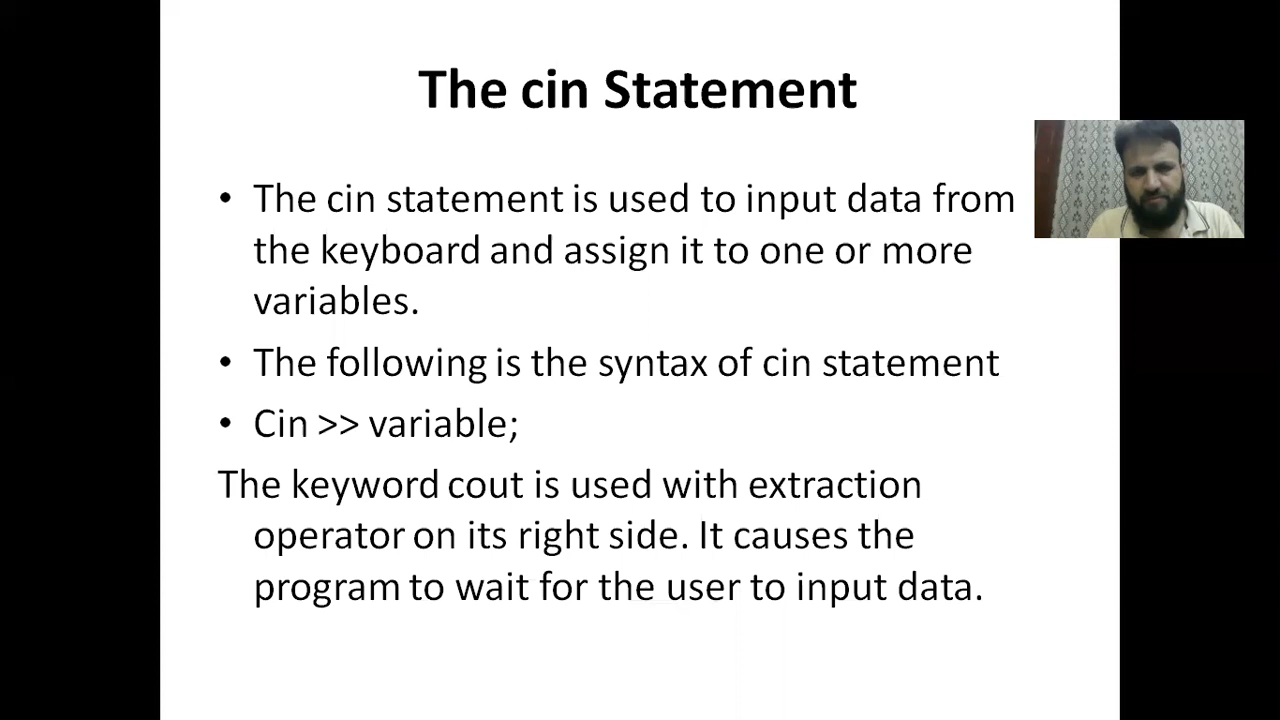 The cin Statement
• The cin statement is used to input data from
the keyboard and assign it to one or more
variables.
• The following is the syntax of cin statement
• Cin >> variable;
The keyword cout is used with extraction
operator on its right side. It causes the
program to wait for the user to input data.